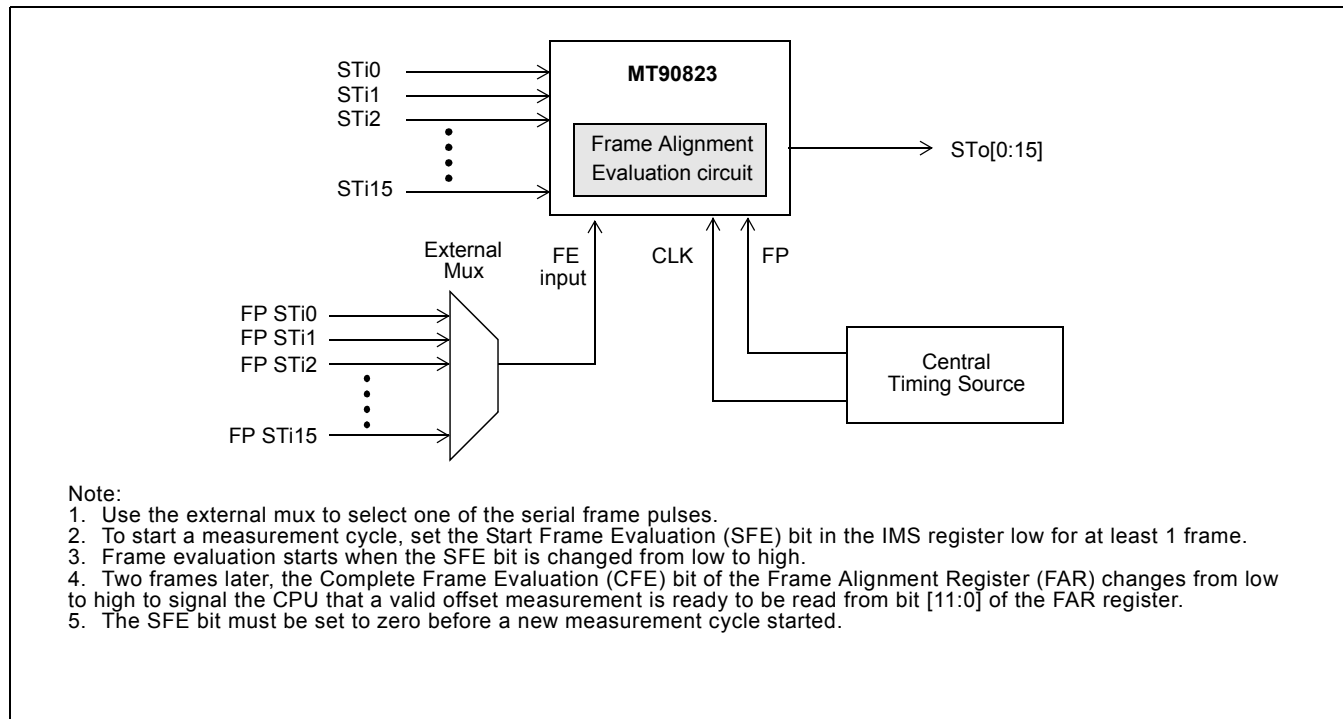 STi0
STi1
STi2
STi15
MT90823
Frame Alignment
Evaluation circuit
STo[0:15]
External
Mux
FE
input
CLK
FP
FP STi0
FP STi1
FP STi2
FP STi15
Central
Timing Source
Note:
1. Use the external mux to select one of the serial frame pulses.
2. To start a measurement cycle, set the Start Frame Evaluation (SFE) bit in the IMS register low for at least 1 frame.
3. Frame evaluation starts when the SFE bit is changed from low to high.
4. Two frames later, the Complete Frame Evaluation (CFE) bit of the Frame Alignment Register (FAR) changes from low
to high to signal the CPU that a valid offset measurement is ready to be read from bit [11:0] of the FAR register.
5. The SFE bit must be set to zero before a new measurement cycle started.